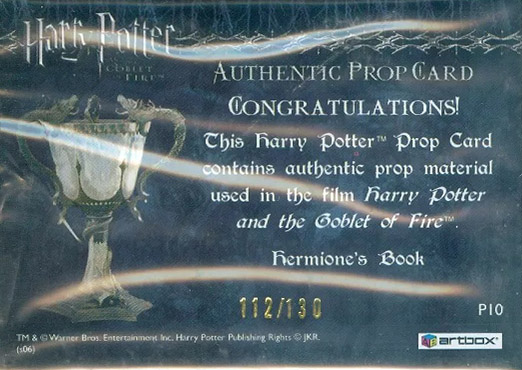 Harry Potter
AND THE
GOBLET
OF FIRE
AUTHENTIC PROP CARD
CONGRATULATIONS!
This Harry Potter™ Prop Card
contains authentic prop material
used in the film Harry Potter
and the Goblet of Fire™.
Hermione's Book
112/130
P10
TM & © Warner Bros. Entertainment Inc. Harry Potter Publishing Rights © JKR.
(s06)
artbox